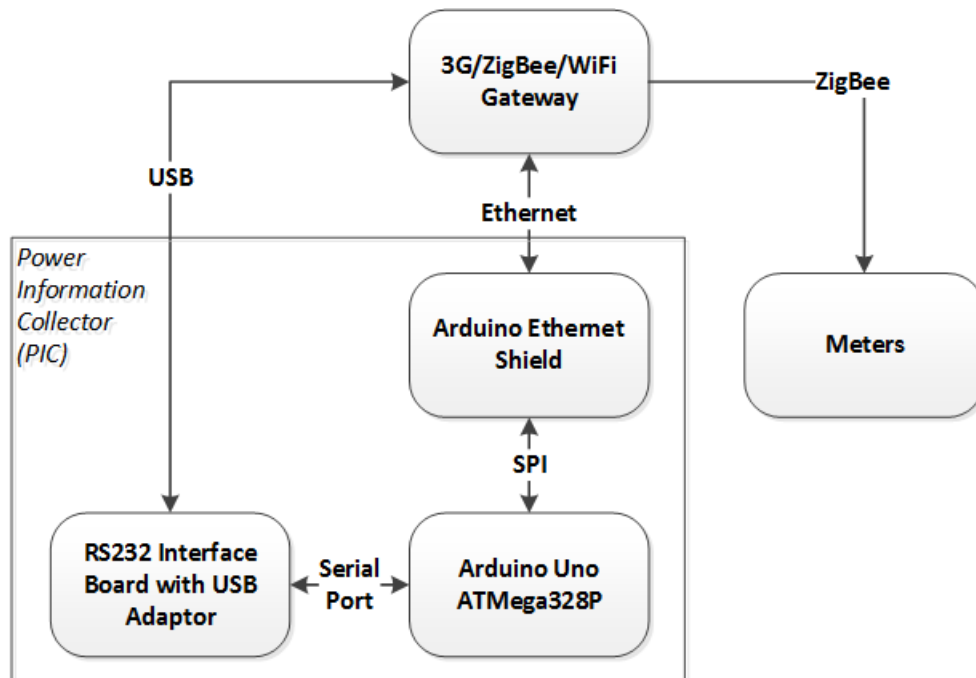 3G/ZigBee/WiFi
Gateway
ZigBee
USB
Ethernet
Power
Information
Collector
(PIC)
Arduino Ethernet
Shield
Meters
SPI
RS232 Interface
Board with USB
Adaptor
Serial
Port
Arduino Uno
ATMega328P